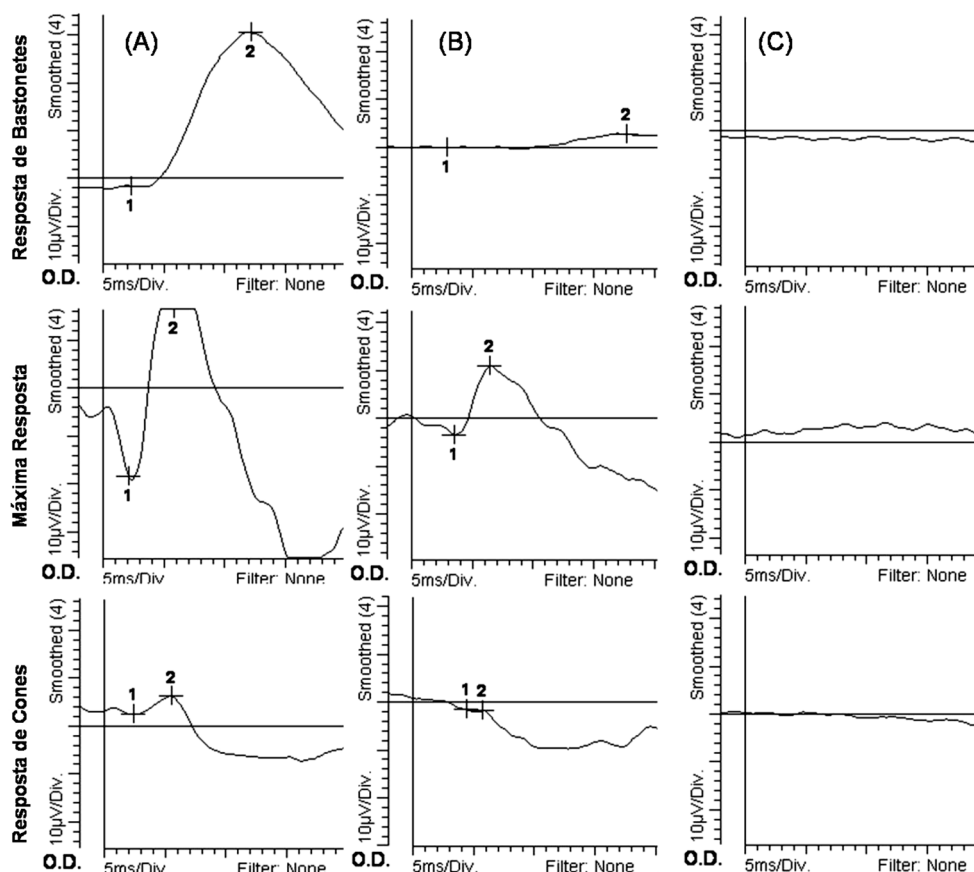 Resposta de Bastonetes
Smoothed (4)
10µV/Div.
(A)
1
2
O.D.
5ms/Div.
Filter: None
Smoothed (4)
10µV/Div.
(B)
1
2
O.D.
5ms/Div.
Filter: None
Smoothed (4)
10µV/Div.
(C)
O.D.
5ms/Div.
Filter: None
Máxima Resposta
Smoothed (4)
10µV/Div.
1
2
O.D.
5ms/Div
Filter: None
Smoothed (4)
10µV/Div.
1
2
O.D.
5ms/Div.
Filter: None
Smoothed (4)
10µV/Div.
O.D.
5ms/Div.
Filter: None
Resposta de Cones
Smoothed (4)
10µV/Div.
1
2
O.D.
5ms/Div.
Filter: None
Smoothed (4)
10µV/Div.
1 2
O.D.
5ms/Div.
Filter: None
Smoothed (4)
10µV/Div.
O.D.
5ms/Div.
Filter: None